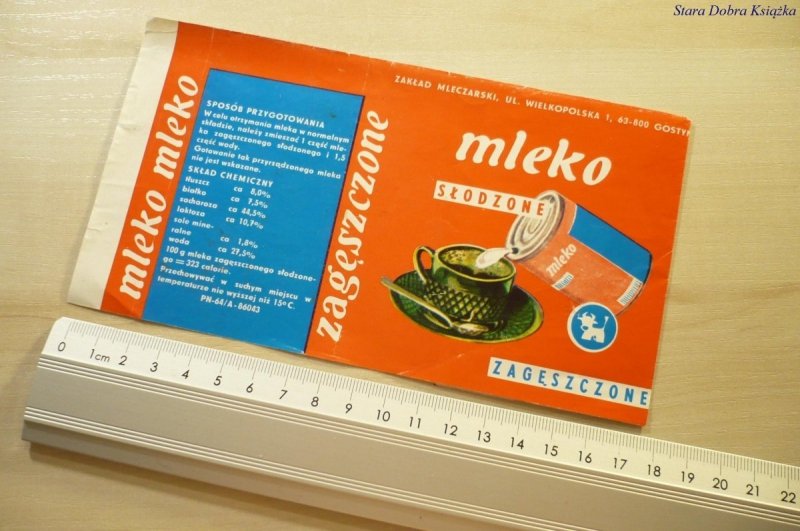 Stara Dobra Książka
mleko mleko
SPOSÓB PRZYGOTOWANIA
W celu otrzymania mleka w normalnym
składzie, należy zmieszać 1 część mle-
ka zagęszczonego słodzonego i 1,5
część wody.
Gotowanie tak przyrządzonego mleka
nie jest wskazane.
SKŁAD CHEMICZNY
tłuszcz ca 8,0%
białko ca 7,5%
sacharoza ca 44,5%
laktoza ca 10,7%
sole mine-
ralne ca 1,8%
woda ca 27,5%
100 g mleka zagęszczonego słodzone-
go = 323 calorie.
Przechowywać w suchym miejscu w
temperaturze nie wyższej niż 15°C.
PN-64/A-86043
zagęszczone
ZAKŁAD MLECZARSKI, UL. WIELKOPOLSKA 1, 63-800 GOSTYŃ
mleko
SŁODZONE
mleko
ZAGĘSZCZONE
0 1cm 2 3 4 5 6 7 8 9 10 11 12 13 14 15 16 17 18 19 20 21 22